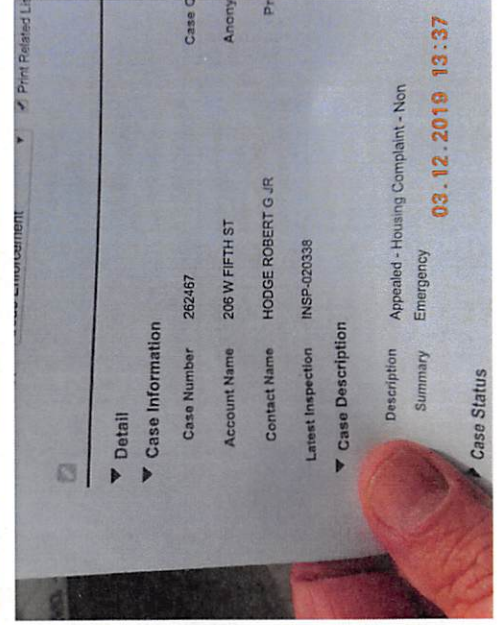 ✔ Print Related Lis
▼ Detail
▼ Case Information
Case Number 262467 Case O
Account Name 206 W FIFTH ST Anony
Contact Name HODGE ROBERT G JR Pr
Latest Inspection INSP-020338
▼ Case Description
Description Appealed - Housing Complaint - Non
Summary Emergency
03.12.2019 13:37
Case Status